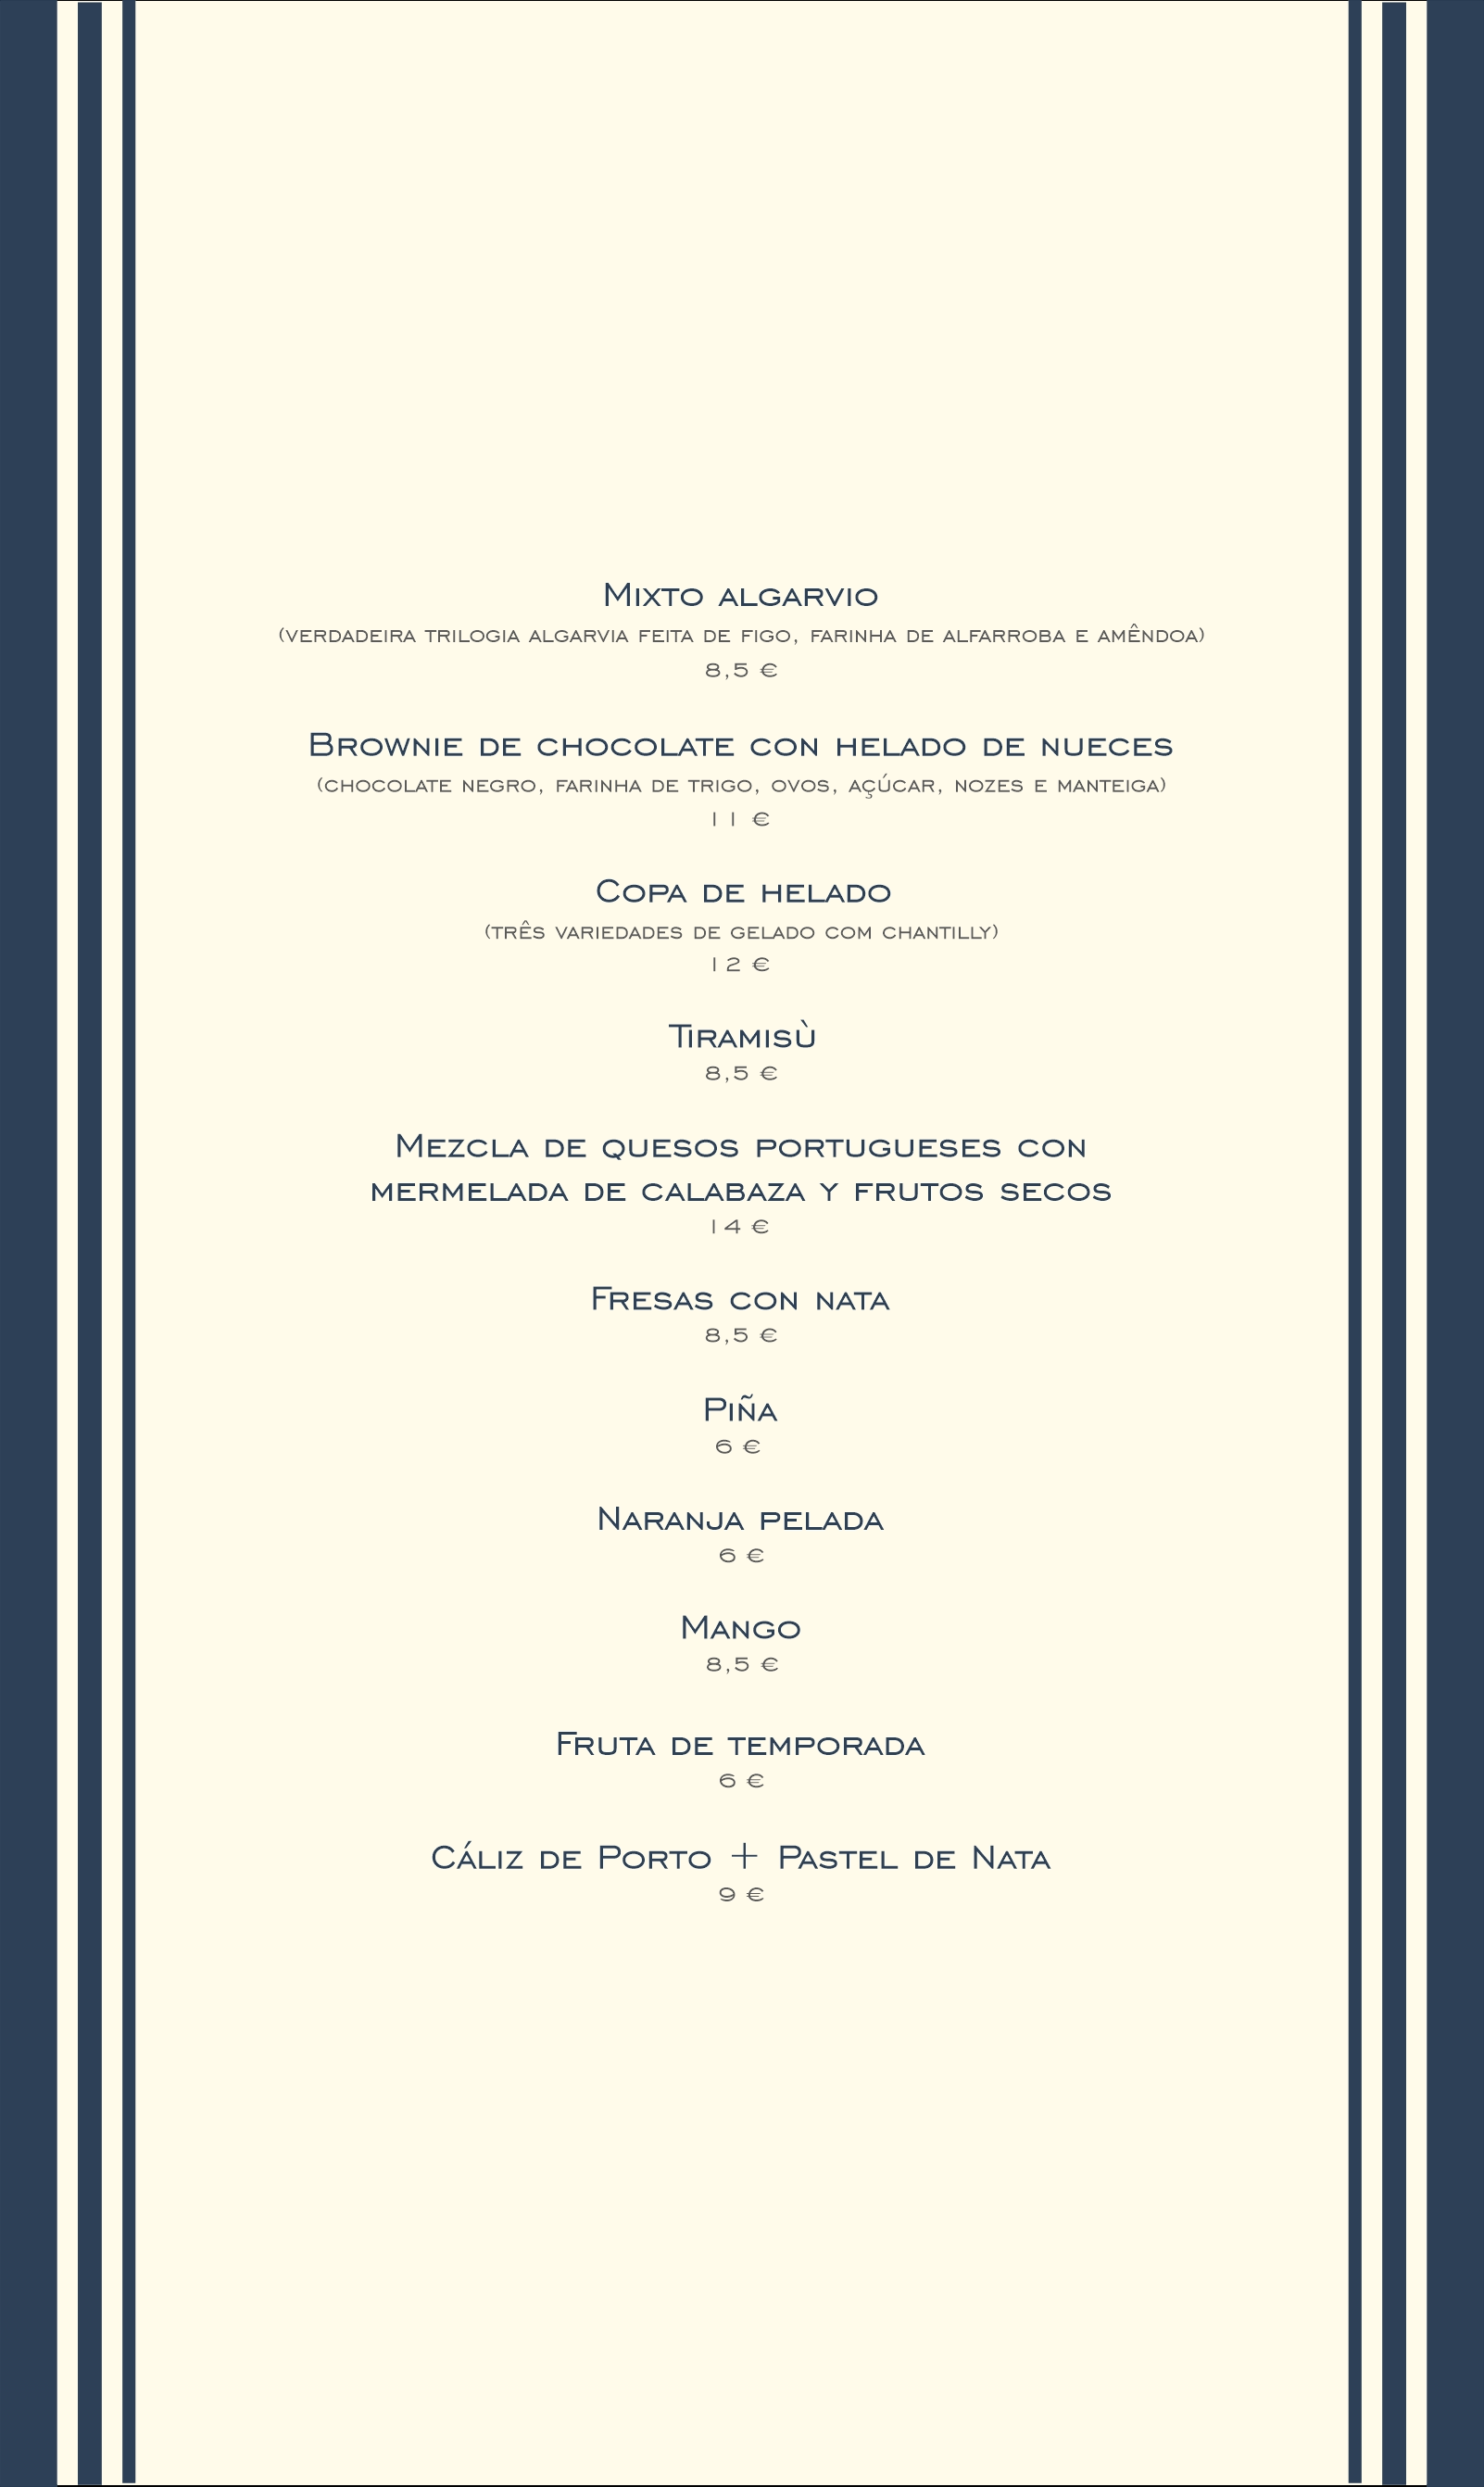 Mixto algarvio
(verdadeira trilogia algarvia feita de figo, farinha de alfarroba e amêndoa)
8,5 €
Brownie de chocolate con helado de nueces
(chocolate negro, farinha de trigo, ovos, açúcar, nozes e manteiga)
11 €
Copa de helado
(três variedades de gelado com chantilly)
12 €
Tiramisù
8,5 €
Mezcla de quesos portugueses con
mermelada de calabaza y frutos secos
14 €
Fresas con nata
8,5 €
Piña
6 €
Naranja pelada
6 €
Mango
8,5 €
Fruta de temporada
6 €
Cáliz de Porto + Pastel de Nata
9 €